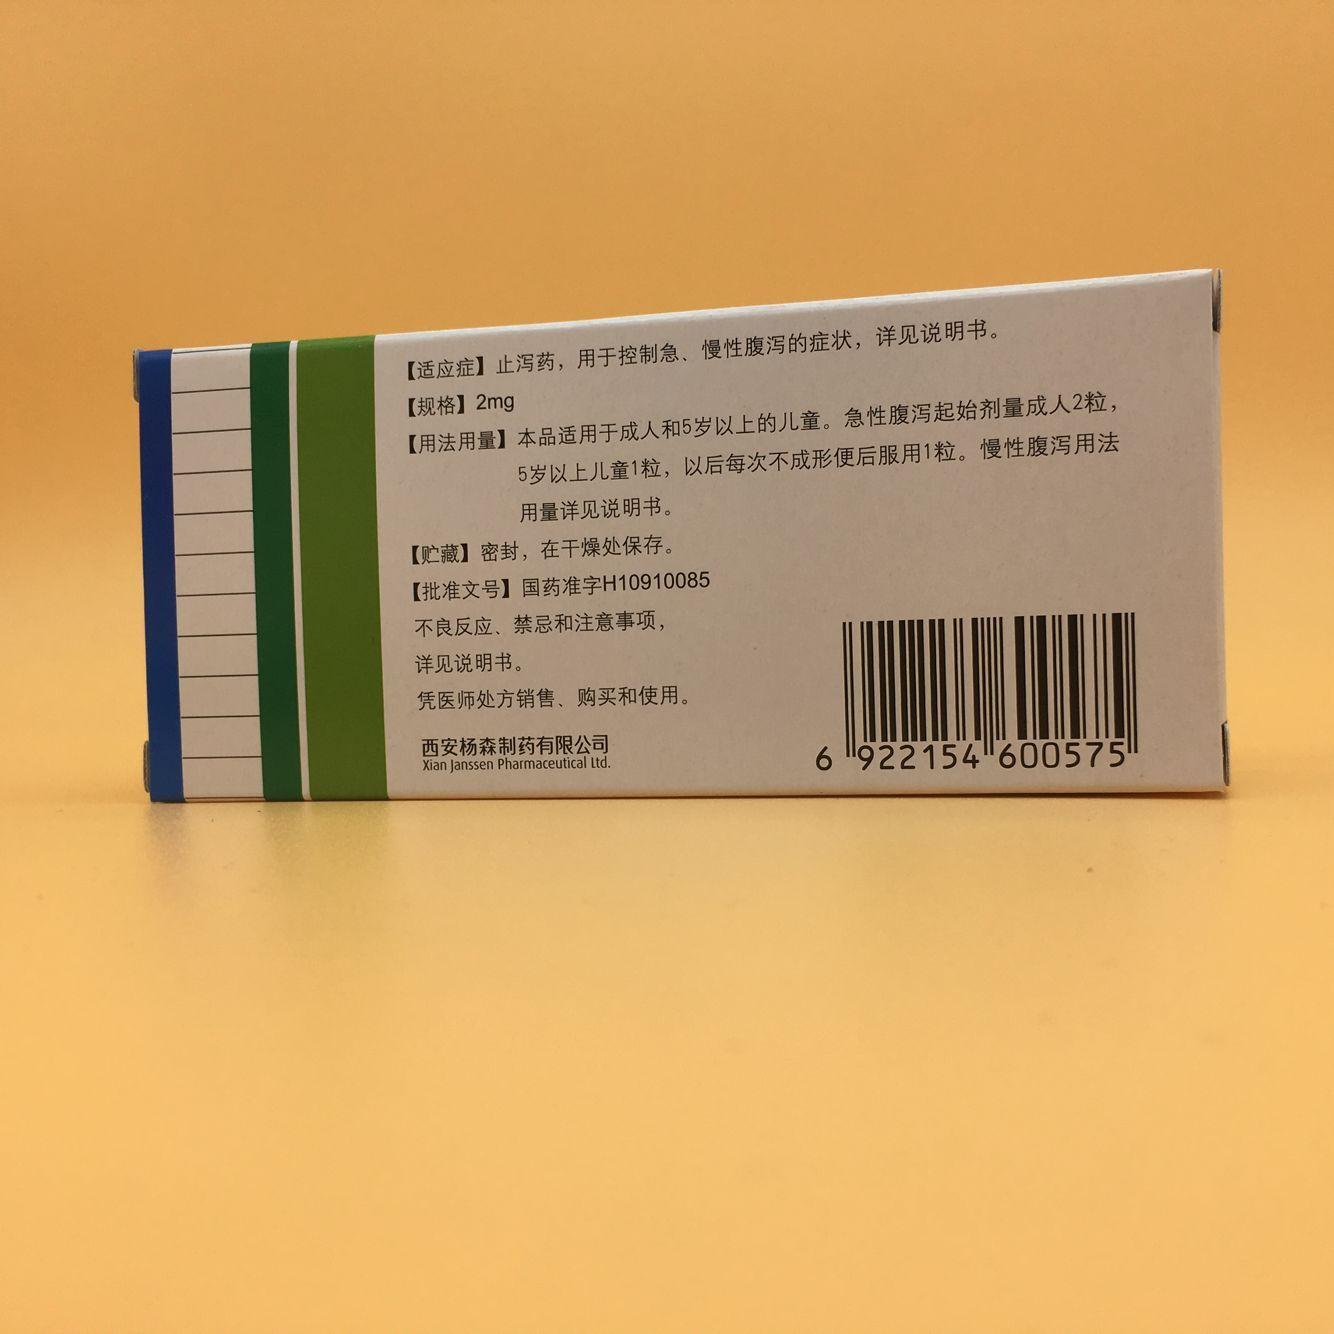 【适应症】止泻药，用于控制急、慢性腹泻的症状，详见说明书。
【规格】2mg
【用法用量】本品适用于成人和5岁以上的儿童。急性腹泻起始剂量成人2粒，
5岁以上儿童1粒，以后每次不成形便后服用1粒。慢性腹泻用法
用量详见说明书。
【贮藏】密封，在干燥处保存。
【批准文号】国药准字H10910085
不良反应、禁忌和注意事项，
详见说明书。
凭医师处方销售、购买和使用。
西安杨森制药有限公司
Xian Janssen Pharmaceutical Ltd.
6 922154 600575